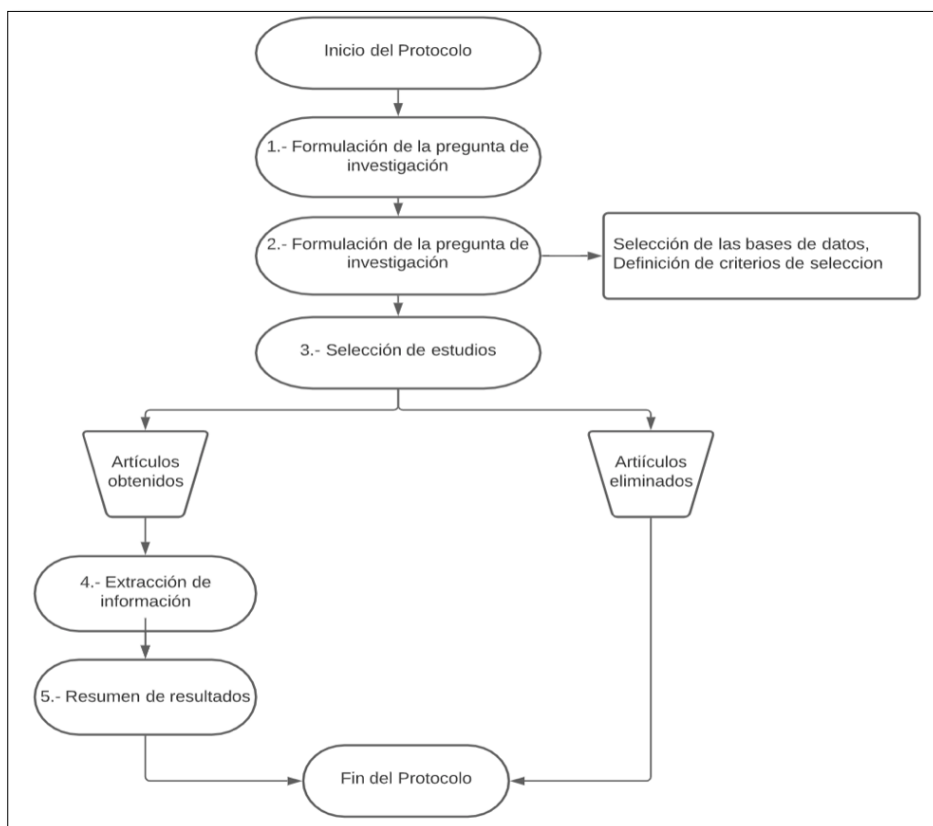 Inicio del Protocolo
1.- Formulación de la pregunta de
investigación
2.- Formulación de la pregunta de
investigación
Selección de las bases de datos,
Definición de criterios de seleccion
3.- Selección de estudios
Artículos
obtenidos
Artiículos
eliminados
4.- Extracción de
información
5.- Resumen de resultados
Fin del Protocolo